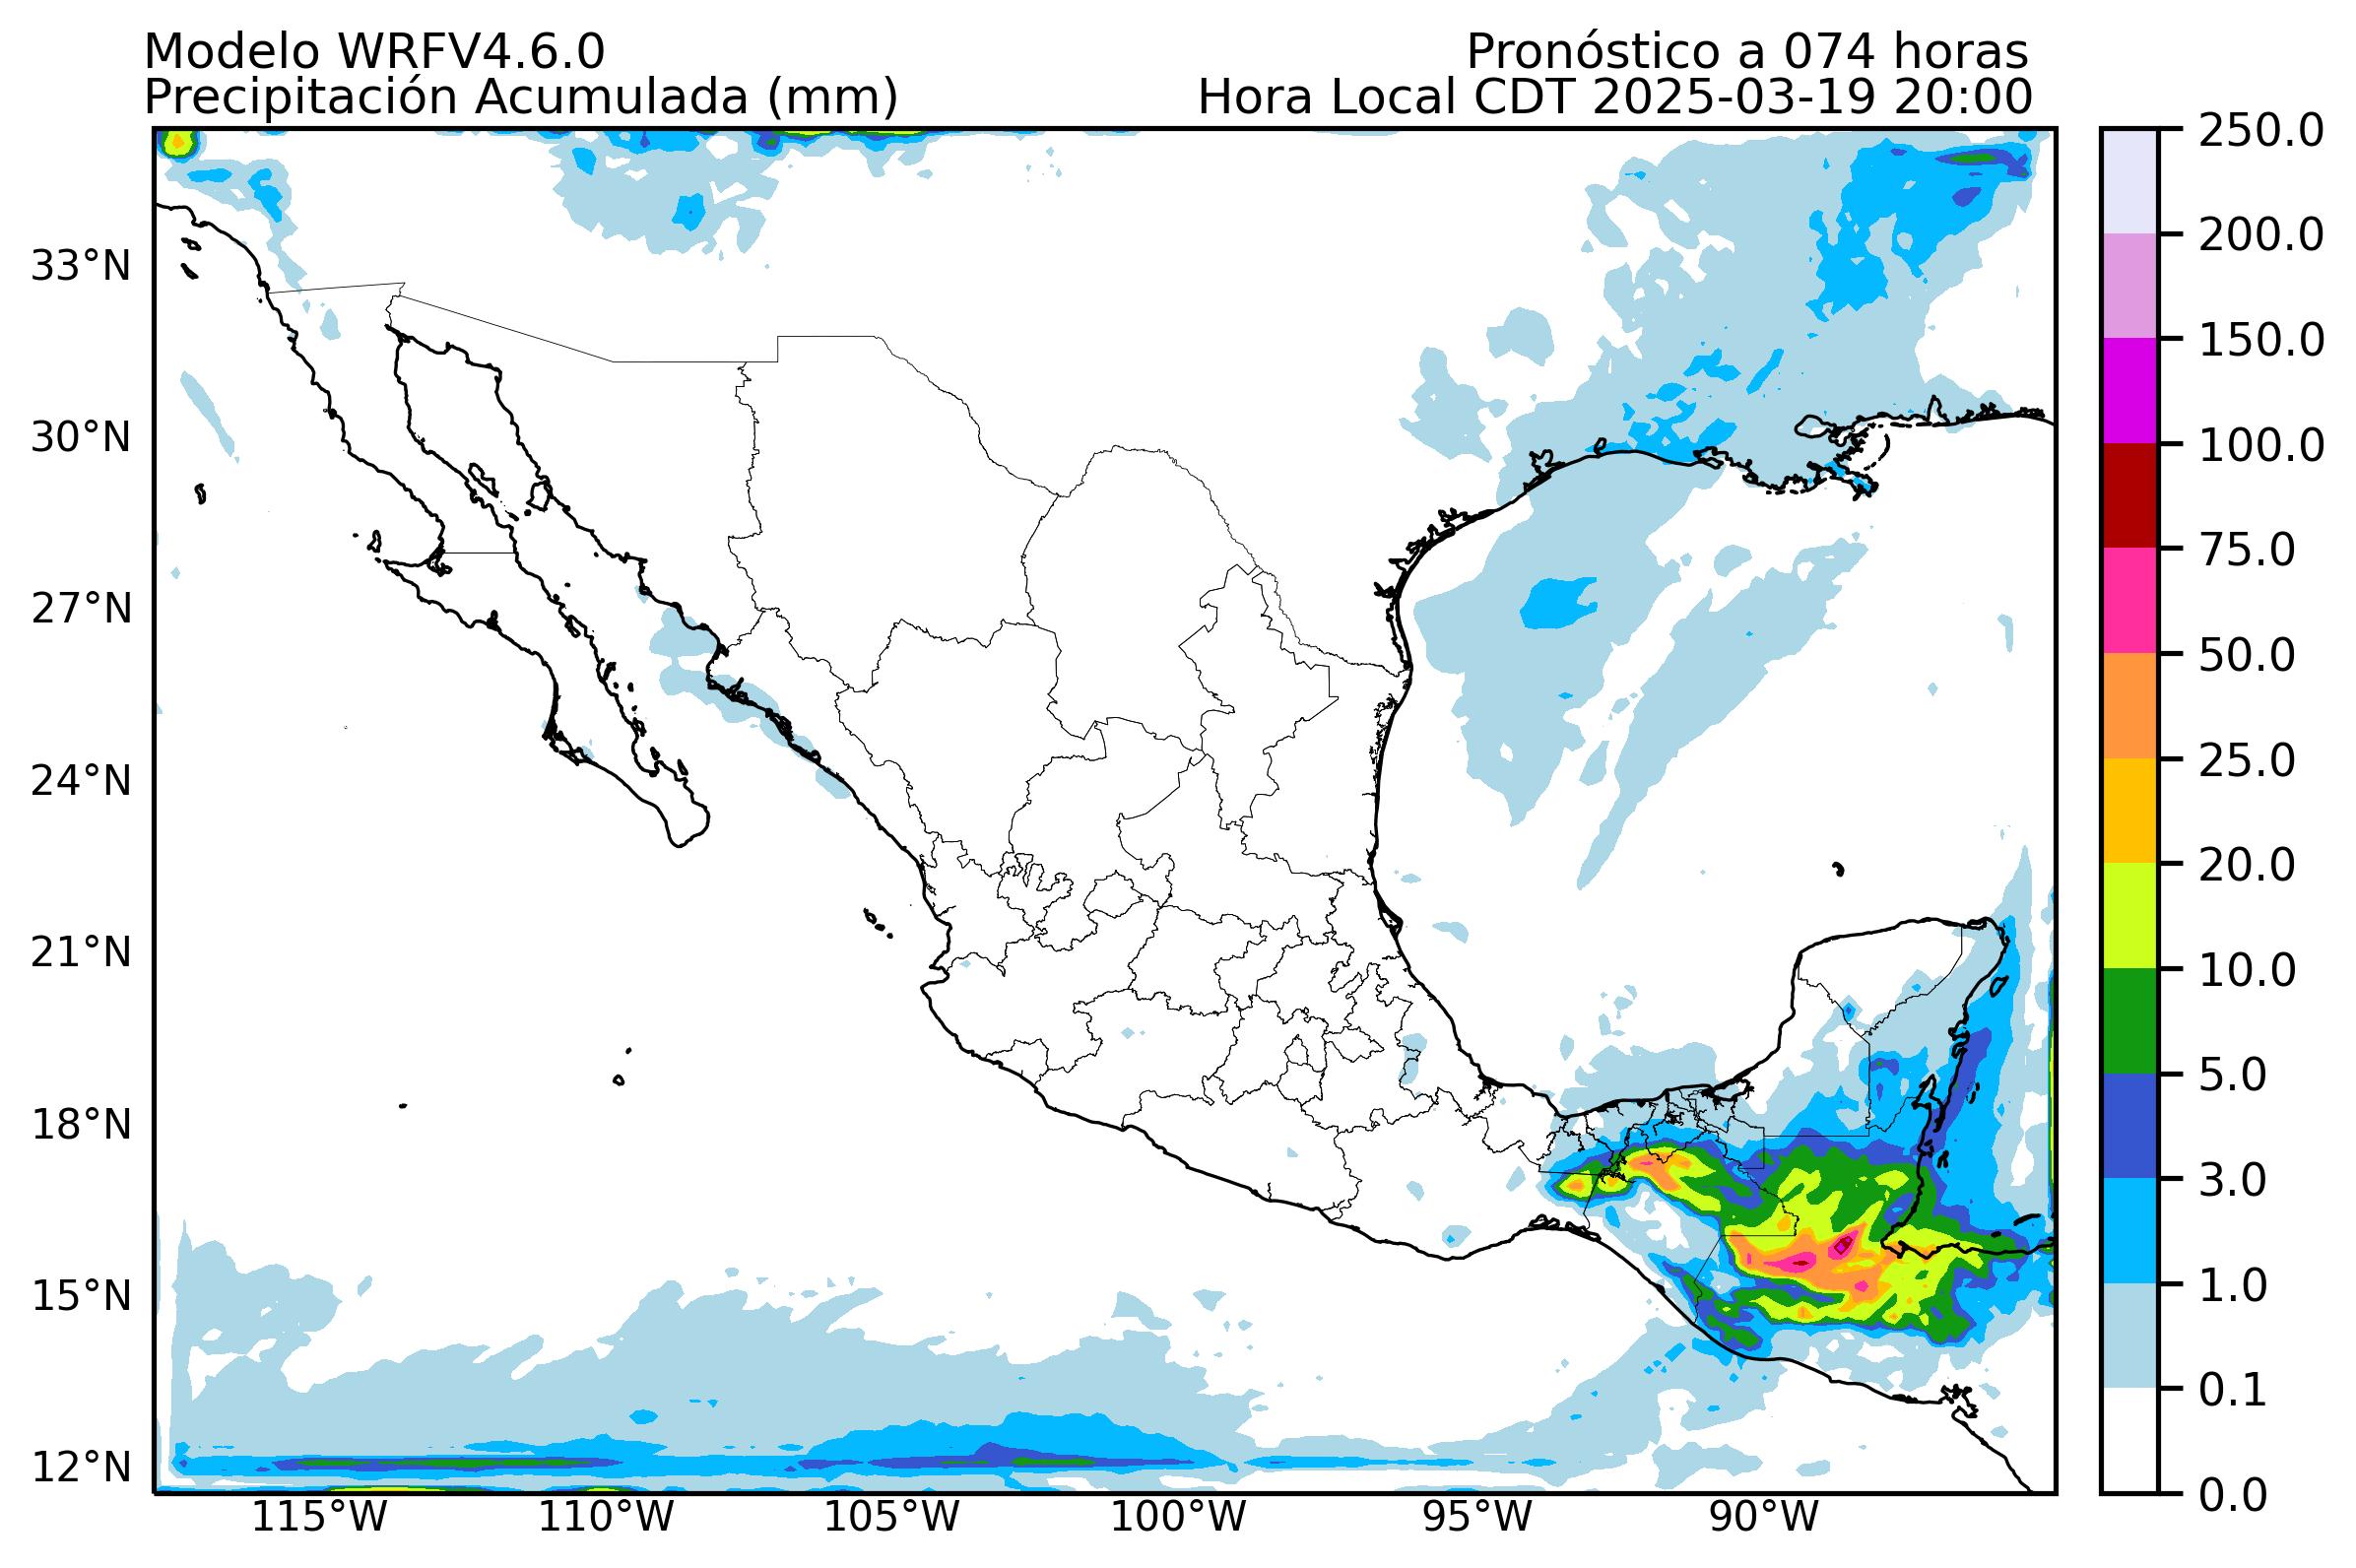 Modelo WRFV4.6.0
Pronóstico a 074 horas
Precipitación Acumulada (mm)
Hora Local CDT 2025-03-19 20:00
33°N
30°N
27°N
24°N
21°N
18°N
15°N
12°N
115°W
110°W
105°W
100°W
95°W
90°W
250.0
200.0
150.0
100.0
75.0
50.0
25.0
20.0
10.0
5.0
3.0
1.0
0.1
0.0